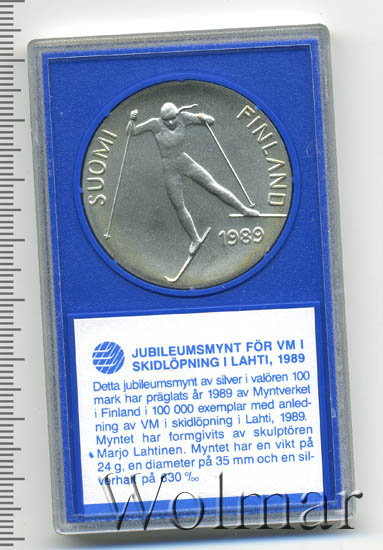 SUOMI
FINLAND
1989
JUBILEUMSMYNT FÖR VM I
SKIDLÖPNING I LAHTI, 1989
Detta jubileumsmynt av silver i valören 100
mark har präglats år 1989 av Myntverket
i Finland i 100 000 exemplar med anled-
ning av VM i skidlöpning i Lahti, 1989.
Myntet har formgivits av skulptören
Marjo Lahtinen. Myntet har en vikt på
24 g, en diameter på 35 mm och en sil-
verhalt på 830 ‰
Wolmar